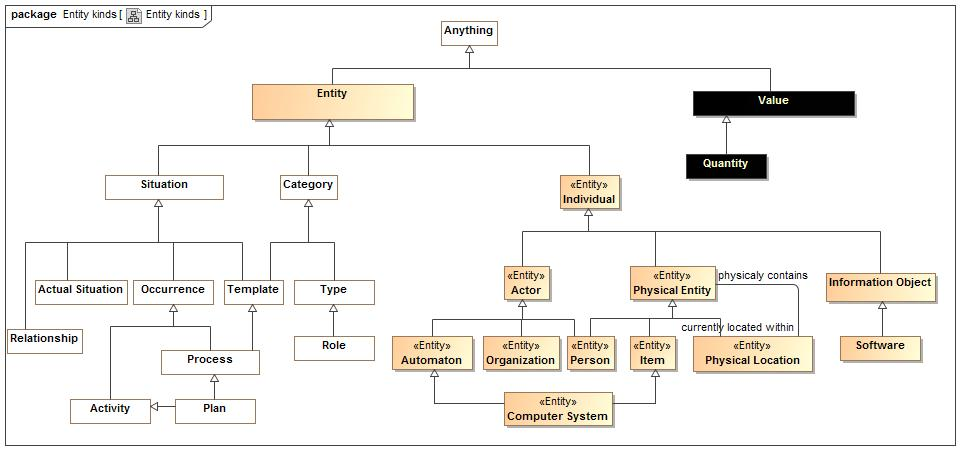 package Entity kinds [ Entity kinds ]
Anything
Entity
Value
Quantity
Situation
Category
«Entity»
Individual
Actual Situation
Occurrence
Template
Type
«Entity»
Actor
«Entity»
Physical Entity
physicaly contains
Information Object
Relationship
Process
Role
currently located within
«Entity»
Automaton
«Entity»
Organization
«Entity»
Person
«Entity»
Item
«Entity»
Physical Location
Software
Activity
Plan
«Entity»
Computer System